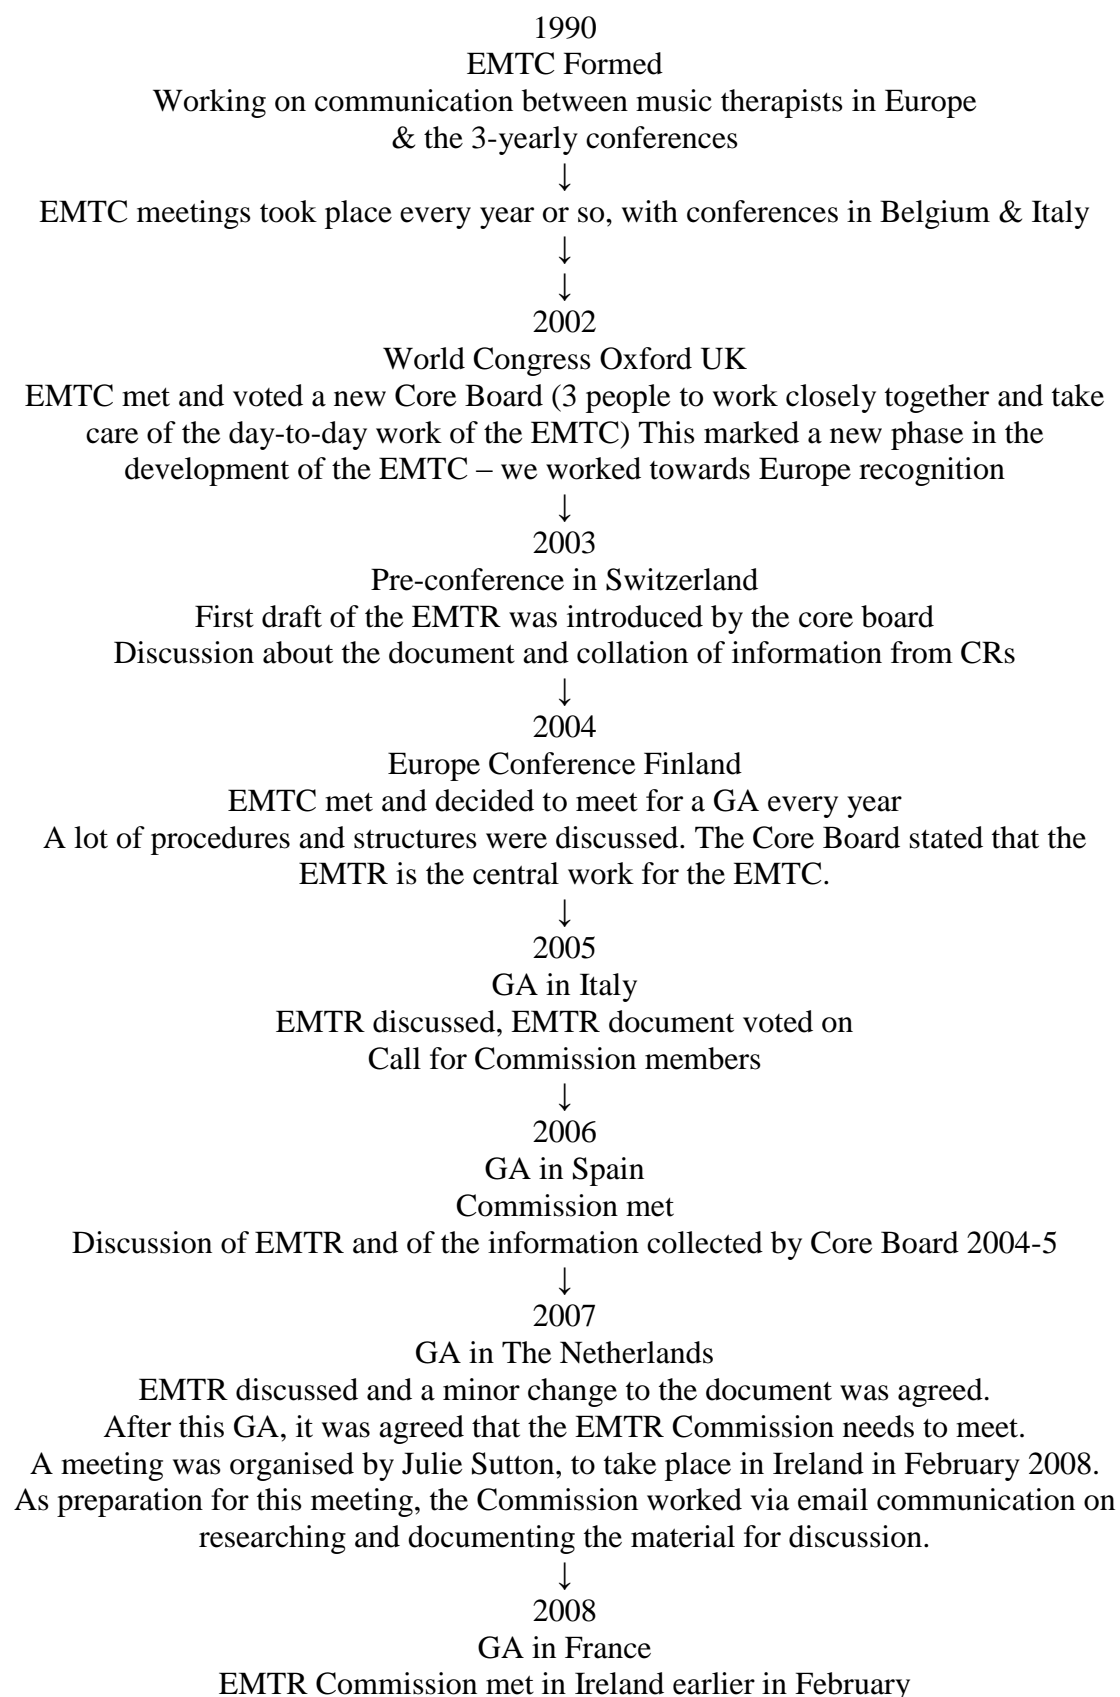 1990
EMTC Formed
Working on communication between music therapists in Europe
& the 3-yearly conferences
↓
EMTC meetings took place every year or so, with conferences in Belgium & Italy
↓
↓
2002
World Congress Oxford UK
EMTC met and voted a new Core Board (3 people to work closely together and take
care of the day-to-day work of the EMTC) This marked a new phase in the
development of the EMTC – we worked towards Europe recognition
↓
2003
Pre-conference in Switzerland
First draft of the EMTR was introduced by the core board
Discussion about the document and collation of information from CRs
↓
2004
Europe Conference Finland
EMTC met and decided to meet for a GA every year
A lot of procedures and structures were discussed. The Core Board stated that the
EMTR is the central work for the EMTC.
↓
2005
GA in Italy
EMTR discussed, EMTR document voted on
Call for Commission members
↓
2006
GA in Spain
Commission met
Discussion of EMTR and of the information collected by Core Board 2004-5
↓
2007
GA in The Netherlands
EMTR discussed and a minor change to the document was agreed.
After this GA, it was agreed that the EMTR Commission needs to meet.
A meeting was organised by Julie Sutton, to take place in Ireland in February 2008.
As preparation for this meeting, the Commission worked via email communication on
researching and documenting the material for discussion.
↓
2008
GA in France
EMTR Commission met in Ireland earlier in February